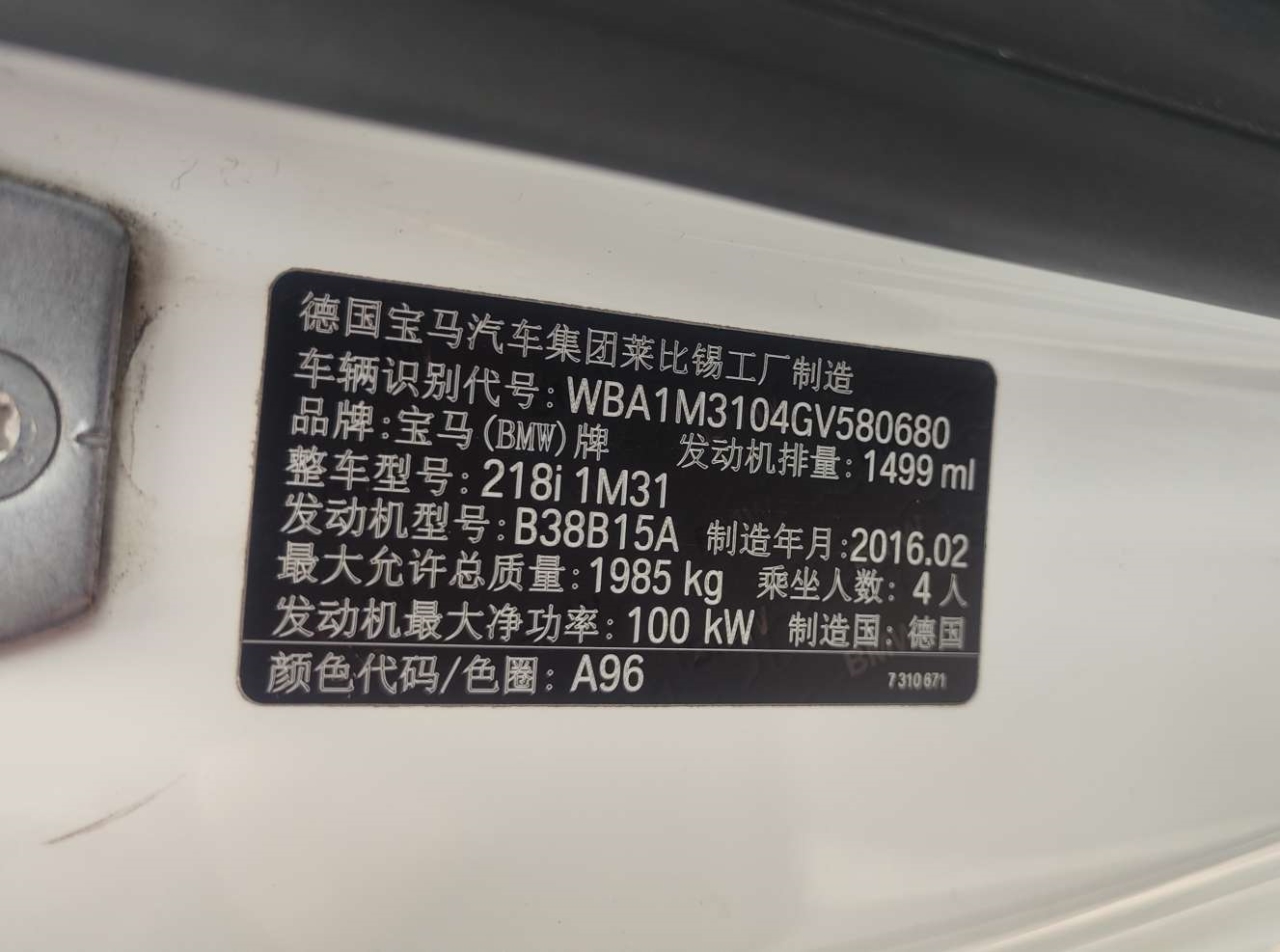 德国宝马汽车集团莱比锡工厂制造
车辆识别代号: WBA1M3104GV580680
品牌:宝马(BMW)牌 发动机排量: 1499 ml
整车型号: 218i 1M31
发动机型号: B38B15A 制造年月:2016.02
最大允许总质量: 1985 kg 乘坐人数: 4 人
发动机最大净功率: 100 kW 制造国: 德国
颜色代码/色圈: A96 7310671